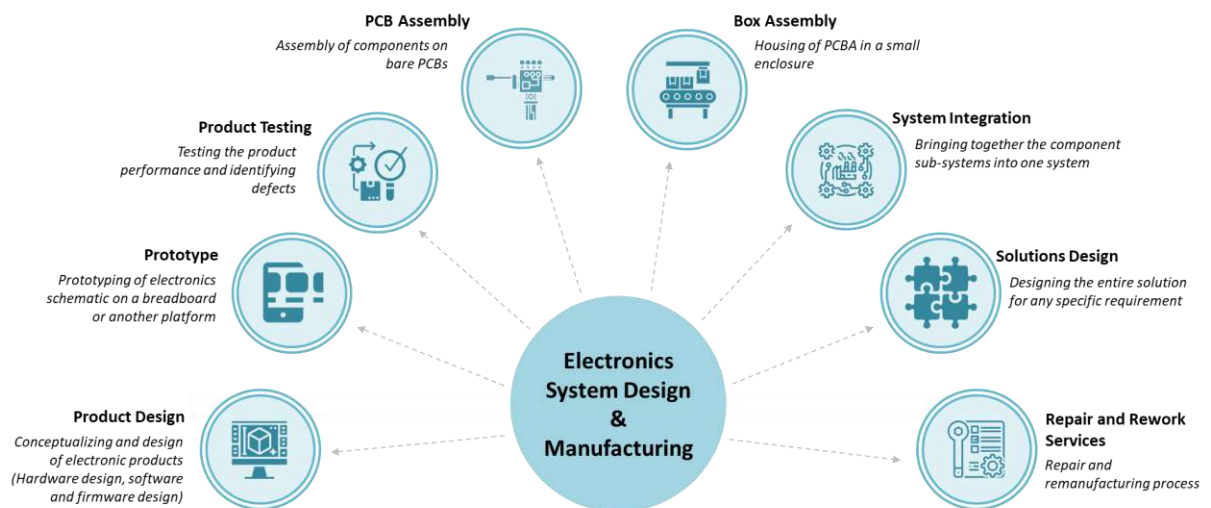 PCB Assembly
Assembly of components on
bare PCBs
Box Assembly
Housing of PCBA in a small
enclosure
Product Testing
Testing the product
performance and identifying
defects
System Integration
Bringing together the component
sub-systems into one system
Prototype
Prototyping of electronics
schematic on a breadboard
or another platform
Solutions Design
Designing the entire solution
for any specific requirement
Electronics
System Design
&
Manufacturing
Product Design
Conceptualizing and design
of electronic products
(Hardware design, software
and firmware design)
Repair and Rework
Services
Repair and
remanufacturing process